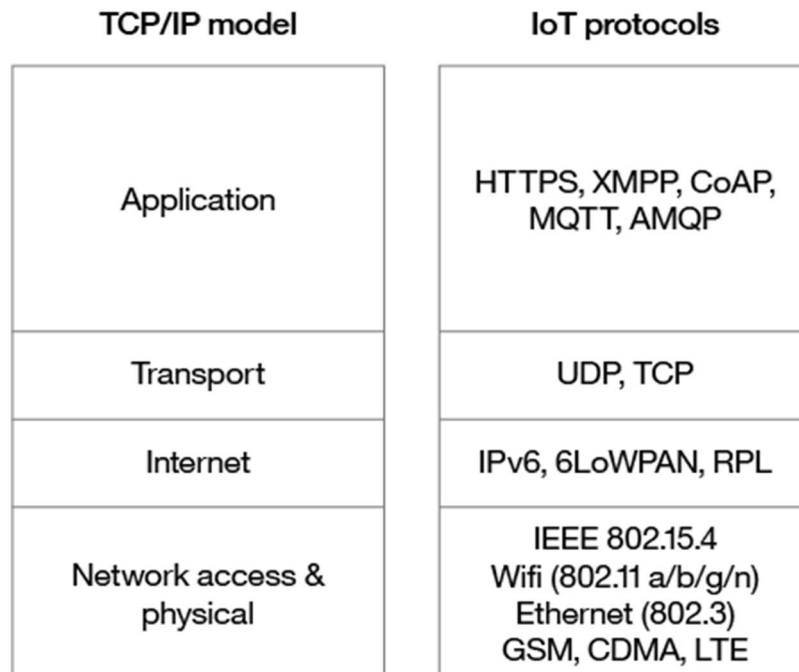 TCP/IP model
IoT protocols
Application
HTTPS, XMPP, CoAP,
MQTT, AMQP
Transport
UDP, TCP
Internet
IPv6, 6LoWPAN, RPL
Network access &
physical
IEEE 802.15.4
Wifi (802.11 a/b/g/n)
Ethernet (802.3)
GSM, CDMA, LTE